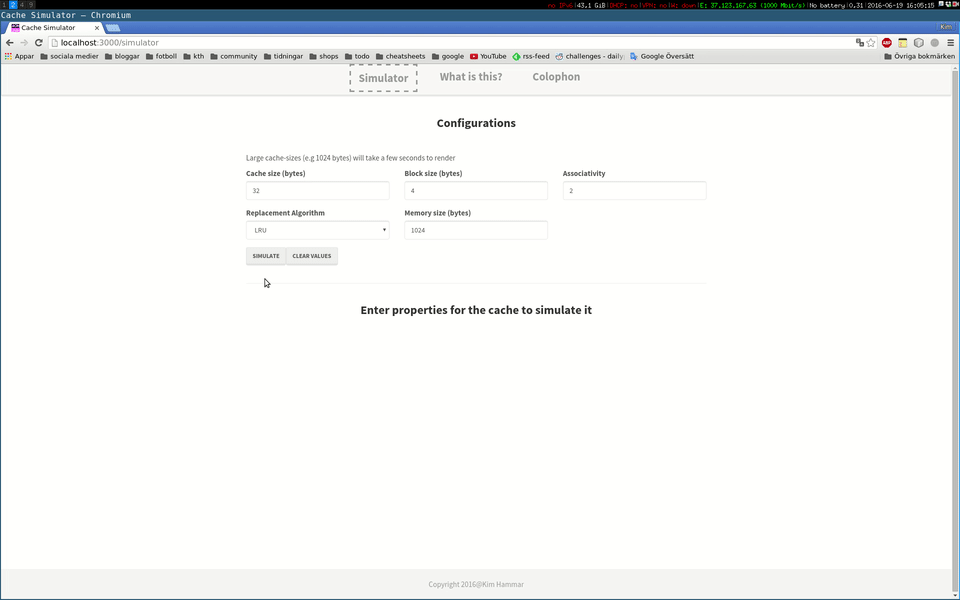 1 2 4 9 no IPv6|43.1 GiB|DHCP: no|VPN: no|W: down|E: 37.123.167.63 (1000 Mbit/s)|No battery|0.31|2016-06-19 16:05:15
Cache Simulator - Chromium
Cache Simulator × Kim
localhost:3000/simulator
Appar sociala medier bloggar fotboll kth community tidningar shops todo cheatsheets google YouTube rss-feed challenges - daily Google Översätt Övriga bokmärken
Simulator What is this? Colophon
Configurations
Large cache-sizes (e.g 1024 bytes) will take a few seconds to render
Cache size (bytes) Block size (bytes) Associativity
32 4 2
Replacement Algorithm Memory size (bytes)
LRU 1024
SIMULATE CLEAR VALUES
Enter properties for the cache to simulate it
Copyright 2016@Kim Hammar